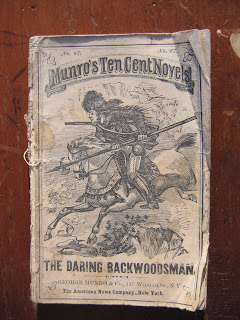 No. 67. No. 67.
Munro's Ten Cent Novels
THE DARING BACKWOODSMAN.
GEORGE MUNRO & Co., 137 William St., N.Y.
The American News Company, New York.